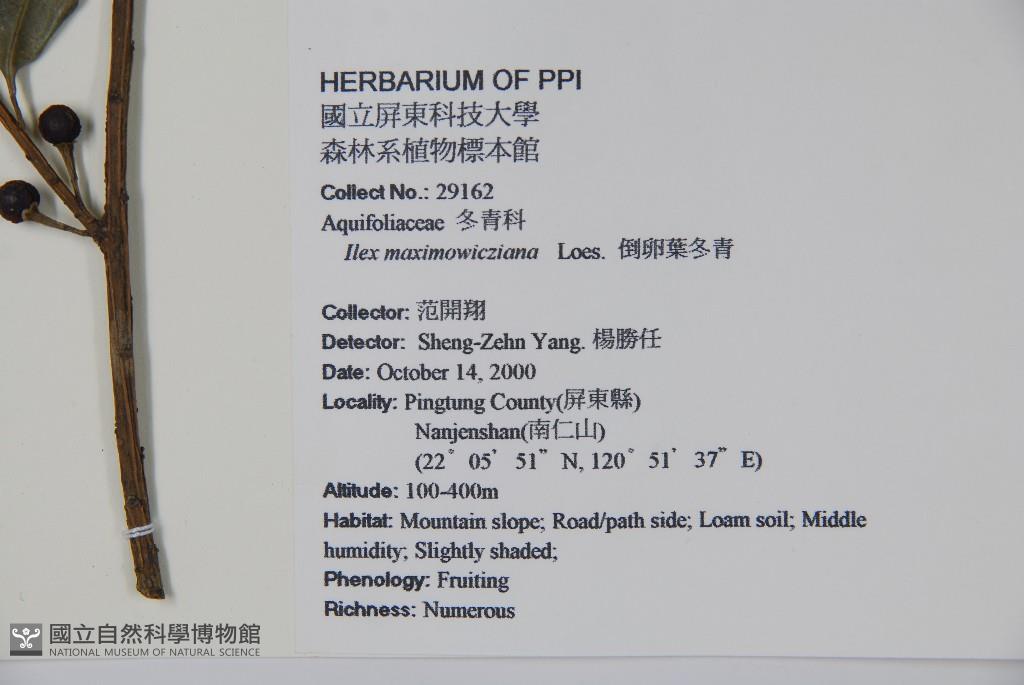 HERBARIUM OF PPI
國立屏東科技大學
森林系植物標本館
Collect No.: 29162
Aquifoliaceae 冬青科
Ilex maximowicziana Loes. 倒卵葉冬青
Collector: 范開翔
Detector: Sheng-Zehn Yang. 楊勝任
Date: October 14, 2000
Locality: Pingtung County(屏東縣)
Nanjenshan(南仁山)
(22° 05' 51" N, 120° 51' 37" E)
Altitude: 100-400m
Habitat: Mountain slope; Road/path side; Loam soil; Middle
humidity; Slightly shaded;
Phenology: Fruiting
Richness: Numerous
國立自然科學博物館
NATIONAL MUSEUM OF NATURAL SCIENCE